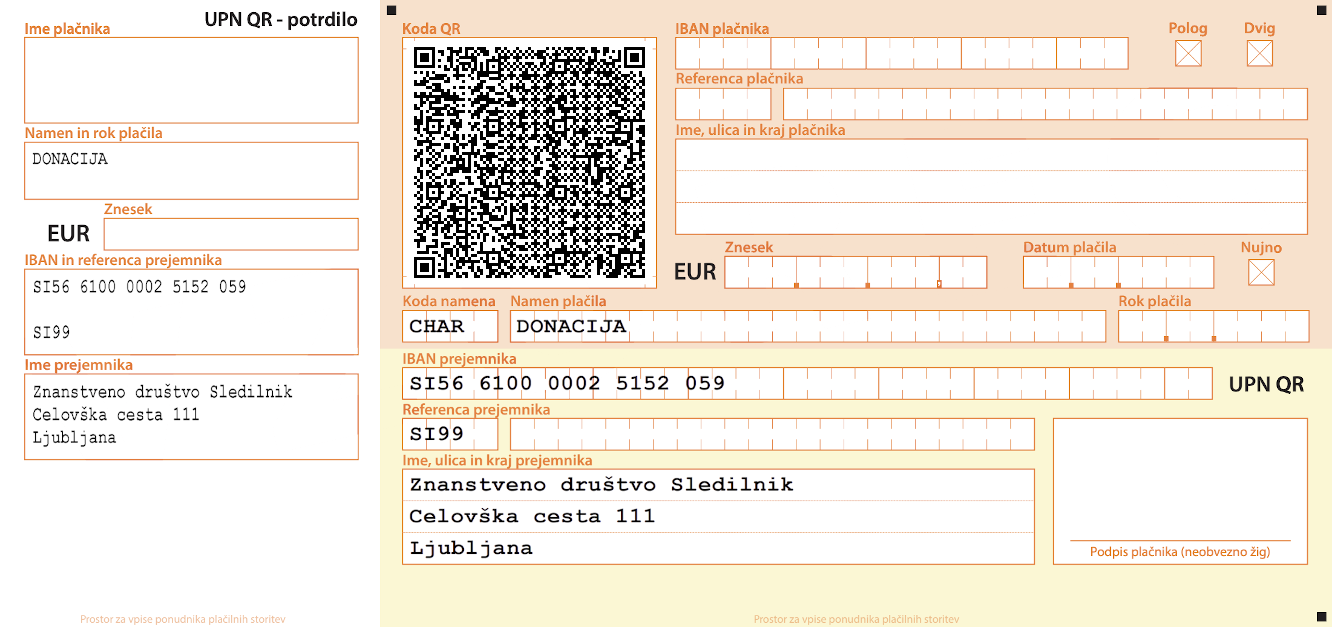 UPN QR - potrdilo
Ime plačnika
Namen in rok plačila
DONACIJA
Znesek
EUR
IBAN in referenca prejemnika
SI56 6100 0002 5152 059
SI99
Ime prejemnika
Znanstveno društvo Sledilnik
Celovška cesta 111
Ljubljana
Prostor za vpise ponudnika plačilnih storitev
Koda QR
IBAN plačnika
Polog
Dvig
Referenca plačnika
Ime, ulica in kraj plačnika
Znesek
Datum plačila
Nujno
EUR
Koda namena
Namen plačila
Rok plačila
CHAR
DONACIJA
IBAN prejemnika
SI56 6100 0002 5152 059
UPN QR
Referenca prejemnika
SI99
Ime, ulica in kraj prejemnika
Znanstveno društvo Sledilnik
Celovška cesta 111
Ljubljana
Podpis plačnika (neobvezno žig)
Prostor za vpise ponudnika plačilnih storitev